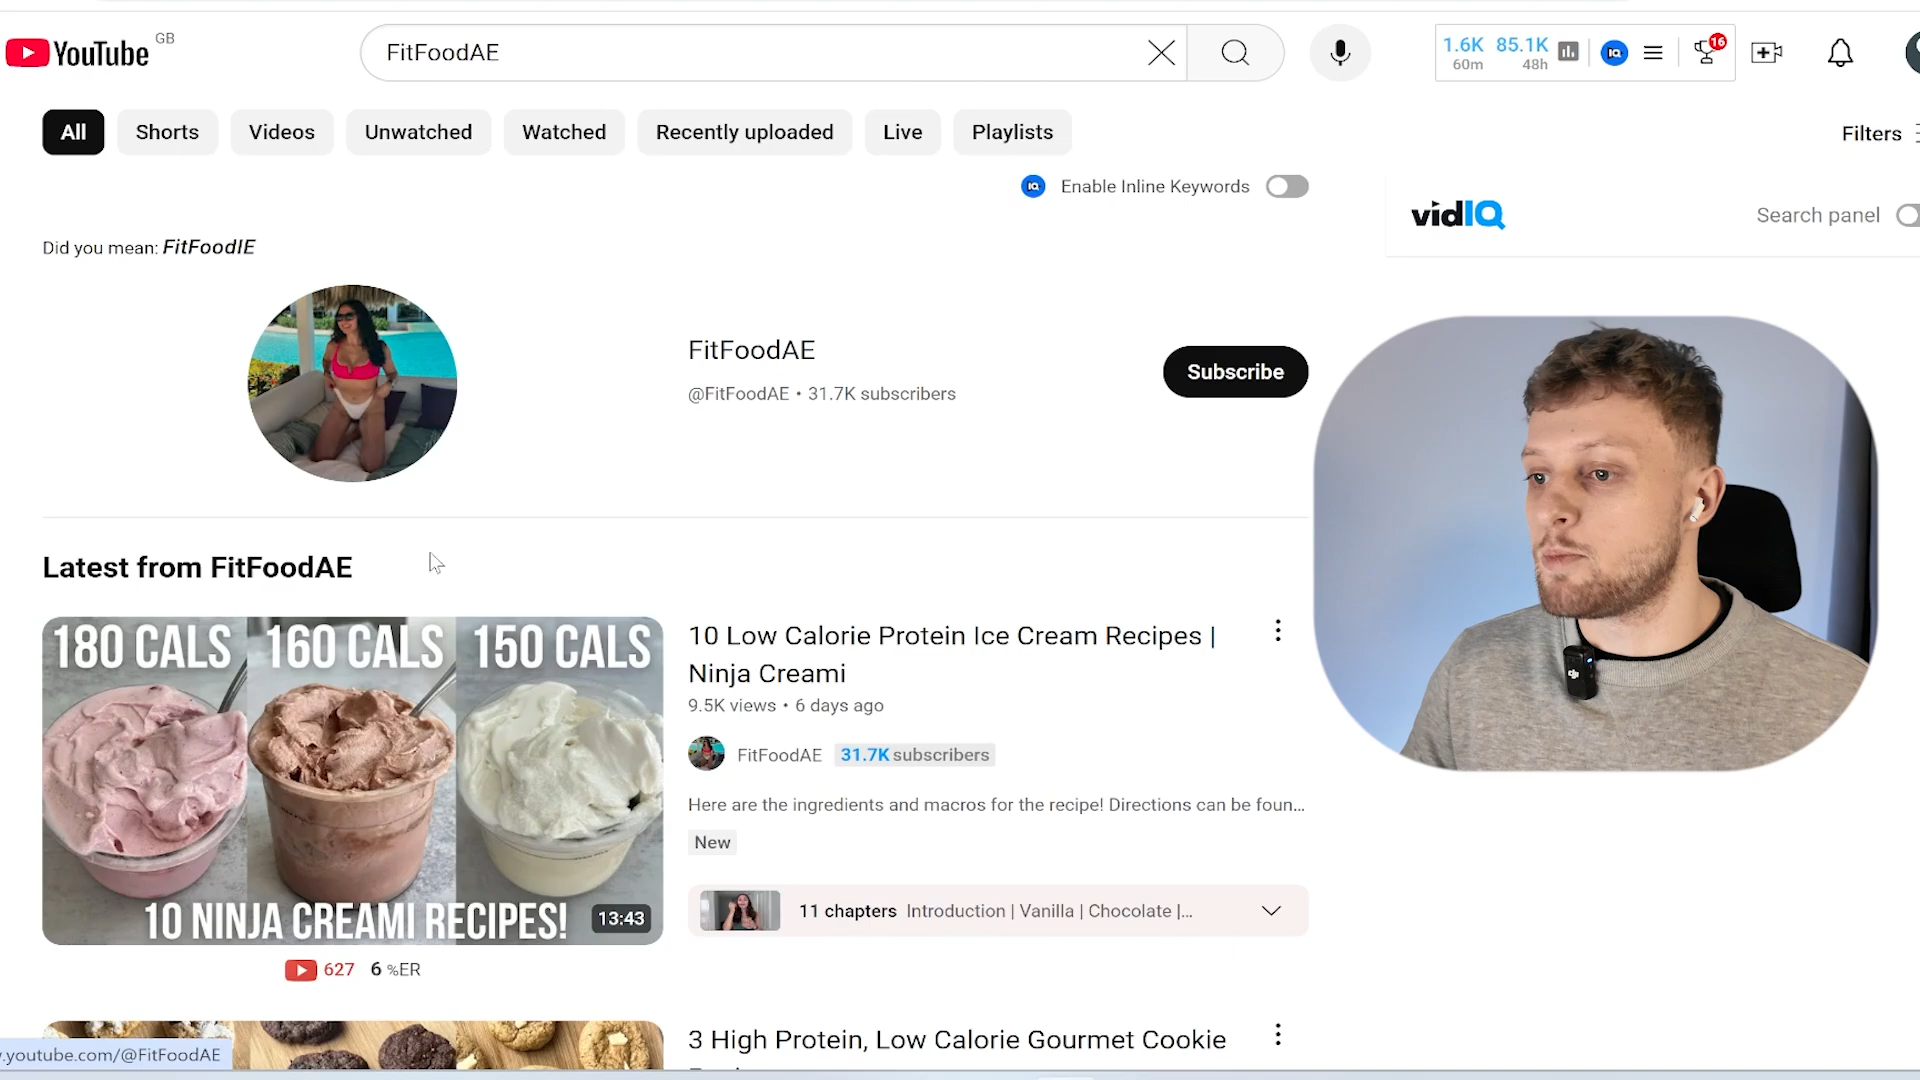 YouTube GB
FitFoodAE
1.6K 60m
85.1K 48h
IQ
16
All
Shorts
Videos
Unwatched
Watched
Recently uploaded
Live
Playlists
Filters
IQ Enable Inline Keywords
vidIQ
Search panel
Did you mean: FitFoodIE
FitFoodAE
@FitFoodAE • 31.7K subscribers
Subscribe
Latest from FitFoodAE
180 CALS 160 CALS 150 CALS
10 NINJA CREAMI RECIPES!
13:43
627 6 %ER
10 Low Calorie Protein Ice Cream Recipes |
Ninja Creami
9.5K views • 6 days ago
FitFoodAE 31.7K subscribers
Here are the ingredients and macros for the recipe! Directions can be foun...
New
11 chapters Introduction | Vanilla | Chocolate |...
dji
3 High Protein, Low Calorie Gourmet Cookie
.youtube.com/@FitFoodAE